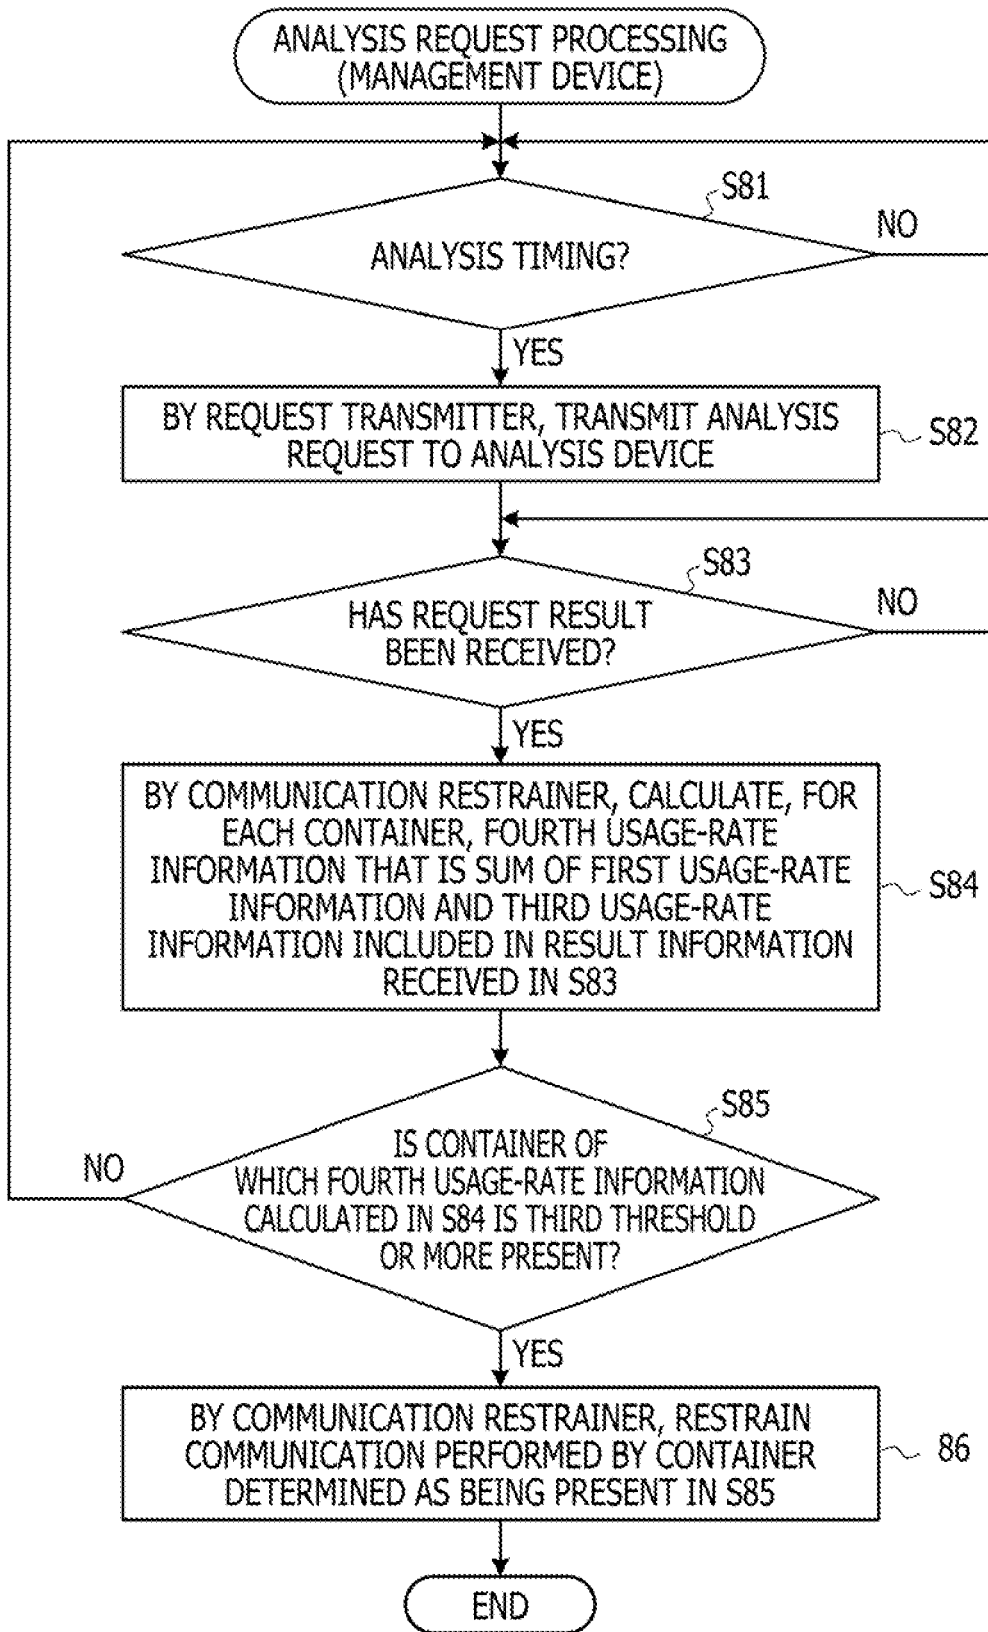 ANALYSIS REQUEST PROCESSING
(MANAGEMENT DEVICE)
S81
NO
ANALYSIS TIMING?
YES
BY REQUEST TRANSMITTER, TRANSMIT ANALYSIS
REQUEST TO ANALYSIS DEVICE
S82
S83
NO
HAS REQUEST RESULT
BEEN RECEIVED?
YES
BY COMMUNICATION RESTRAINER, CALCULATE, FOR
EACH CONTAINER, FOURTH USAGE-RATE
INFORMATION THAT IS SUM OF FIRST USAGE-RATE
INFORMATION AND THIRD USAGE-RATE
INFORMATION INCLUDED IN RESULT INFORMATION
RECEIVED IN S83
S84
S85
NO
IS CONTAINER OF
WHICH FOURTH USAGE-RATE INFORMATION
CALCULATED IN S84 IS THIRD THRESHOLD
OR MORE PRESENT?
YES
BY COMMUNICATION RESTRAINER, RESTRAIN
COMMUNICATION PERFORMED BY CONTAINER
DETERMINED AS BEING PRESENT IN S85
86
END